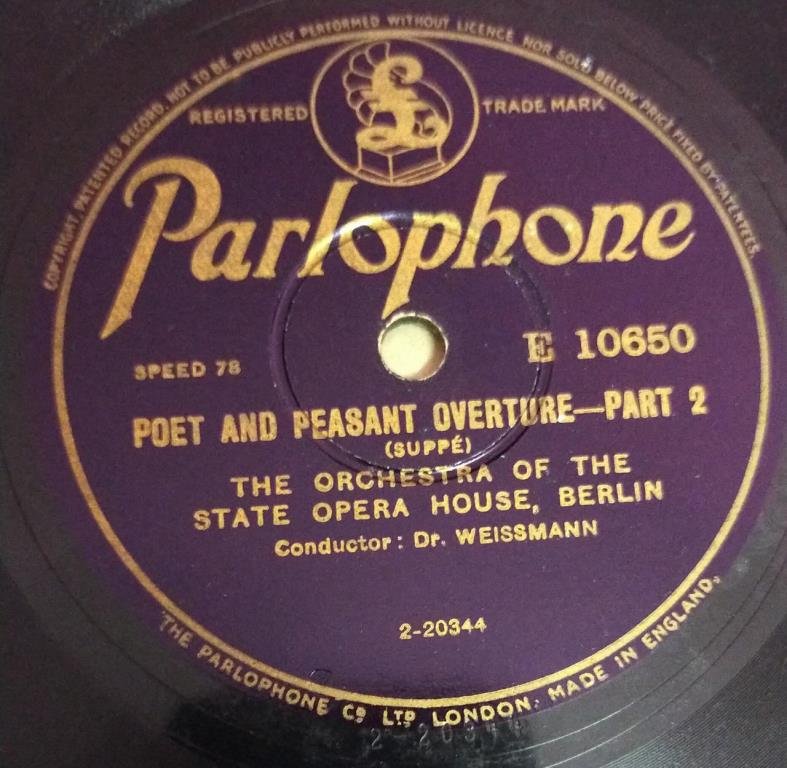 COPYRIGHT, PATENTED RECORD, NOT TO BE PUBLICLY PERFORMED WITHOUT LICENCE NOR SOLD BELOW PRICE FIXED BY PATENTEES.
REGISTERED £ TRADE MARK
Parlophone
SPEED 78
E 10650
POET AND PEASANT OVERTURE—PART 2
(SUPPÉ)
THE ORCHESTRA OF THE
STATE OPERA HOUSE, BERLIN
Conductor: Dr. WEISSMANN
2-20344
THE PARLOPHONE Cº LTD LONDON. MADE IN ENGLAND.